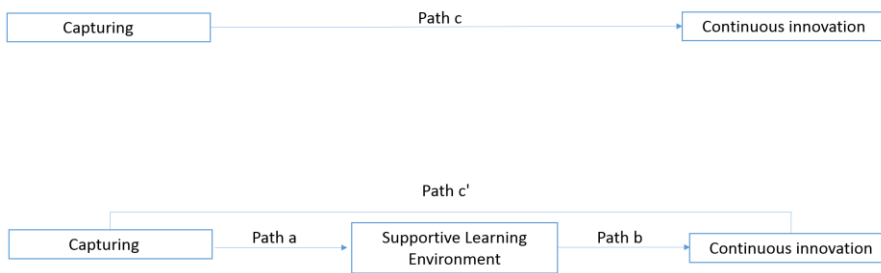 Path c
Capturing
Continuous innovation
Path c'
Capturing
Path a
Supportive Learning
Environment
Path b
Continuous innovation